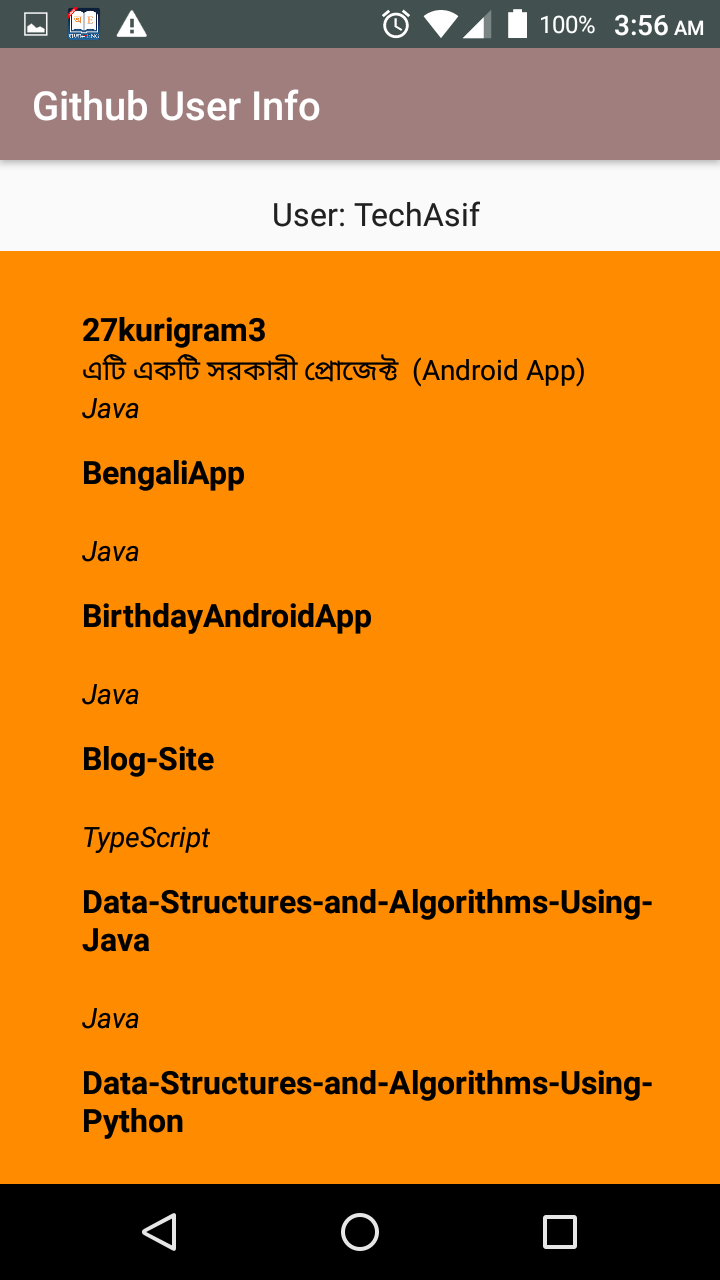 100% 3:56 AM
Github User Info
User: TechAsif
27kurigram3
এটি একটি সরকারী প্রোজেক্ট (Android App)
Java
BengaliApp
Java
BirthdayAndroidApp
Java
Blog-Site
TypeScript
Data-Structures-and-Algorithms-Using-
Java
Java
Data-Structures-and-Algorithms-Using-
Python